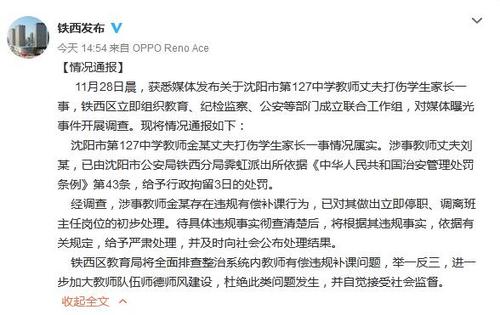 铁西发布
今天 14:54 来自 OPPO Reno Ace
【情况通报】
11月28日晨，获悉媒体发布关于沈阳市第127中学教师丈夫打伤学生家长一
事，铁西区立即组织教育、纪检监察、公安等部门成立联合工作组，对媒体曝光
事件开展调查。现将情况通报如下：
沈阳市第127中学教师金某丈夫打伤学生家长一事情况属实。涉事教师丈夫刘
某，已由沈阳市公安局铁西分局霁虹派出所依据《中华人民共和国治安管理处罚
条例》第43条，给予行政拘留3日的处罚。
经调查，涉事教师金某存在违规有偿补课行为，已对其做出立即停职、调离班
主任岗位的初步处理。待具体违规事实彻查清楚后，将根据其违规事实，依据有
关规定，给予严肃处理，并及时向社会公布处理结果。
铁西区教育局将全面排查整治系统内教师有偿违规补课问题，举一反三，进一
步加大教师队伍师德师风建设，杜绝此类问题发生，并自觉接受社会监督。
收起全文